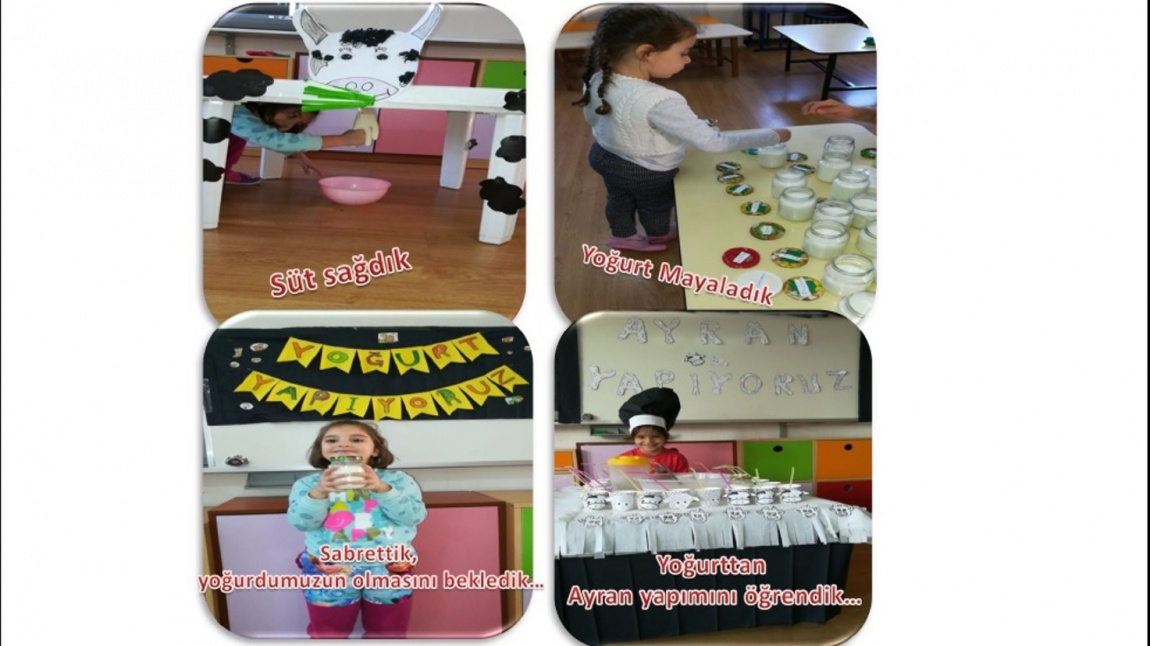 Süt sağdık
Yoğurt Mayaladık
YOĞURT
YAPIYORUZ
Sabrettik,
yoğurdumuzun olmasını bekledik...
AYRAN
YAPIYORUZ
Yoğurttan
Ayran yapımını öğrendik...